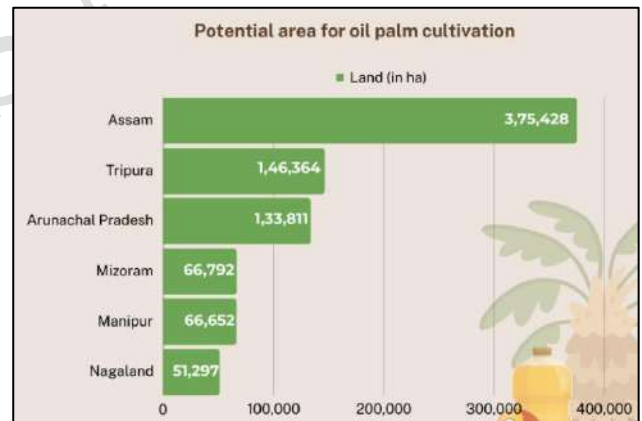 Potential area for oil palm cultivation
Land (in ha)
Assam 3,75,428
Tripura 1,46,364
Arunachal Pradesh 1,33,811
Mizoram 66,792
Manipur 66,652
Nagaland 51,297
0 100,000 200,000 300,000 400,000